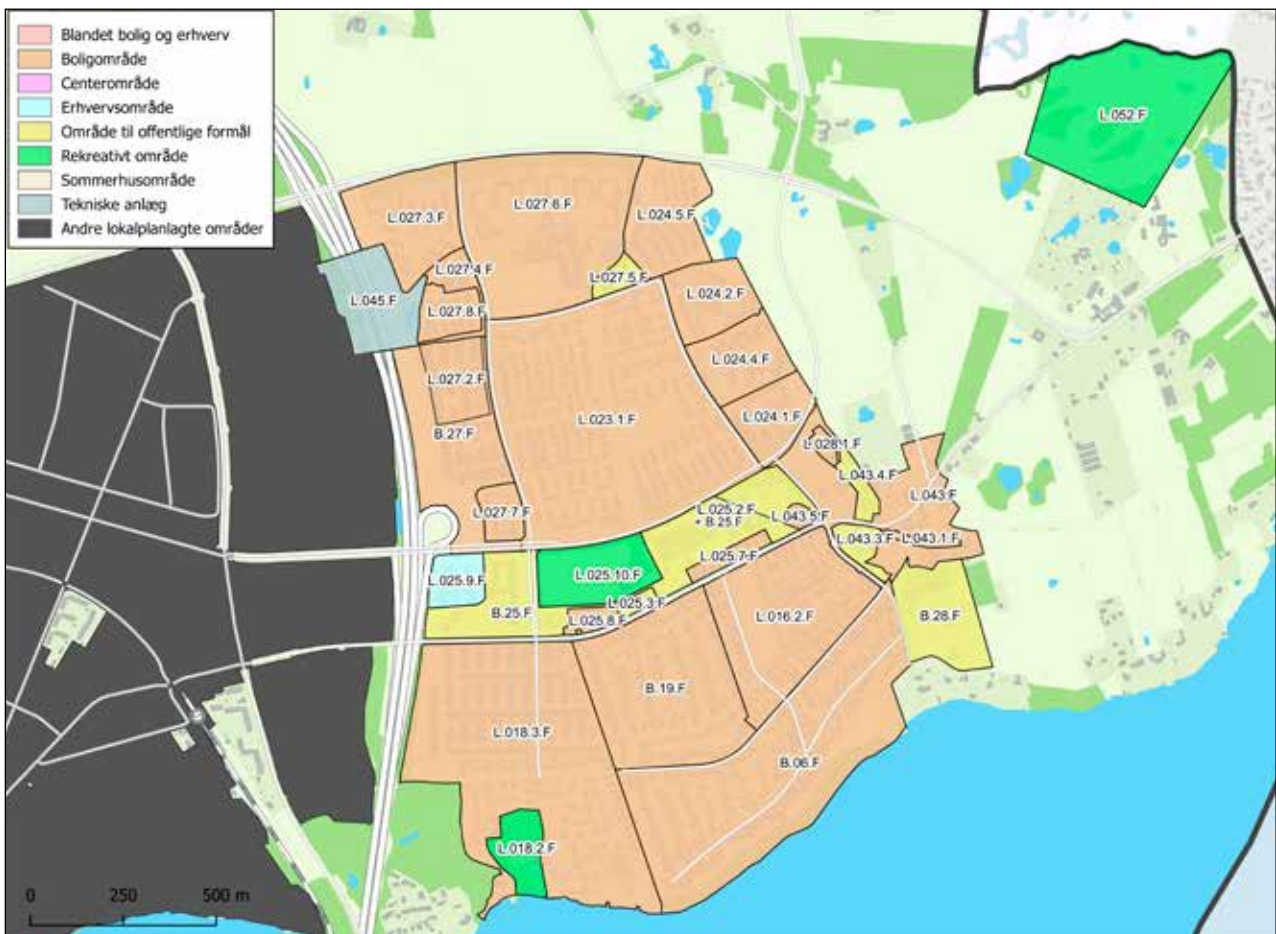 Blandet bolig og erhverv
Boligområde
Centerområde
Erhvervsområde
Område til offentlige formål
Rekreativt område
Sommerhusområde
Tekniske anlæg
Andre lokalplanlagte områder
L.052.F
L.027.3.F
L.027.6.F
L.024.5.F
L.027.4.F
L.027.5.F
L.045.F
L.027.8.F
L.024.2.F
L.024.4.F
L.027.2.F
L.023.1.F
L.024.1.F
B.27.F
L.028.1.F
L.043.4.F
L.043.F
L.027.7.F
L.025.2.F
+ B.25.F
L.043.5.F
L.043.3.F
L.043.1.F
L.025.7.F
L.025.9.F
L.025.10.F
L.025.3.F
B.25.F
L.025.8.F
L.016.2.F
B.28.F
B.19.F
L.018.3.F
B.06.F
L.018.2.F
0 250 500 m